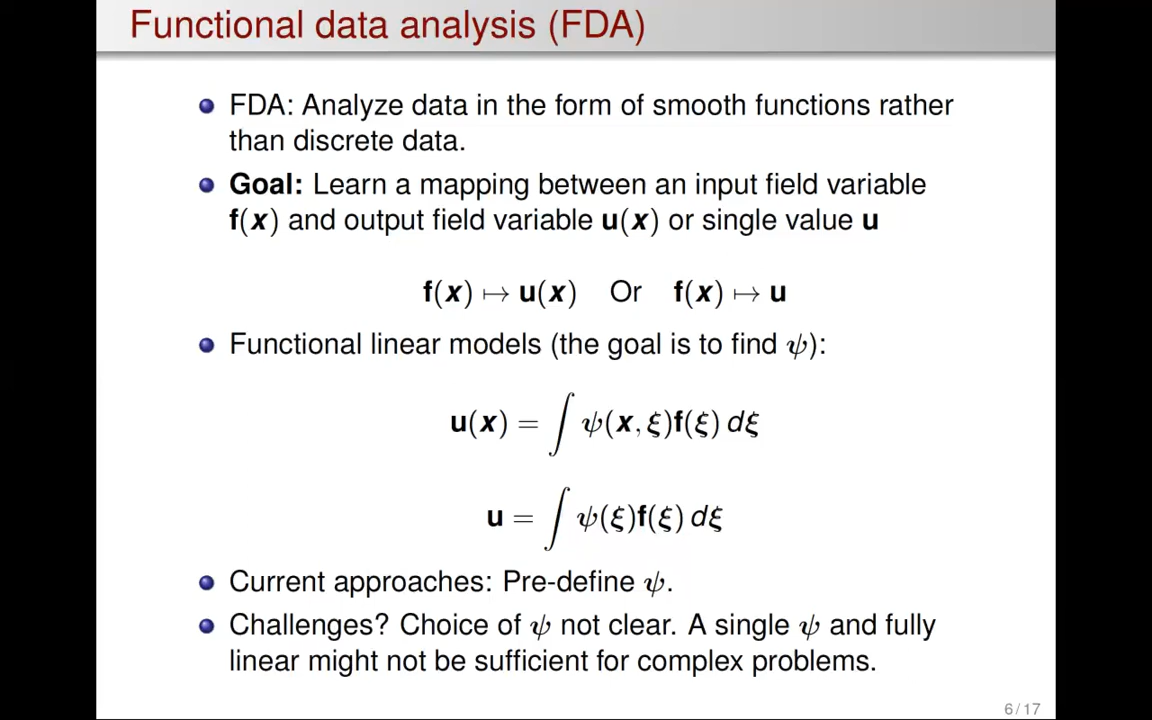 Functional data analysis (FDA)
FDA: Analyze data in the form of smooth functions rather
than discrete data.
Goal: Learn a mapping between an input field variable
f(x) and output field variable u(x) or single value u
f(x) ↦ u(x) Or f(x) ↦ u
Functional linear models (the goal is to find ψ):
u(x) = ∫ ψ(x, ξ)f(ξ) dξ
u = ∫ ψ(ξ)f(ξ) dξ
Current approaches: Pre-define ψ.
Challenges? Choice of ψ not clear. A single ψ and fully
linear might not be sufficient for complex problems.
6 / 17